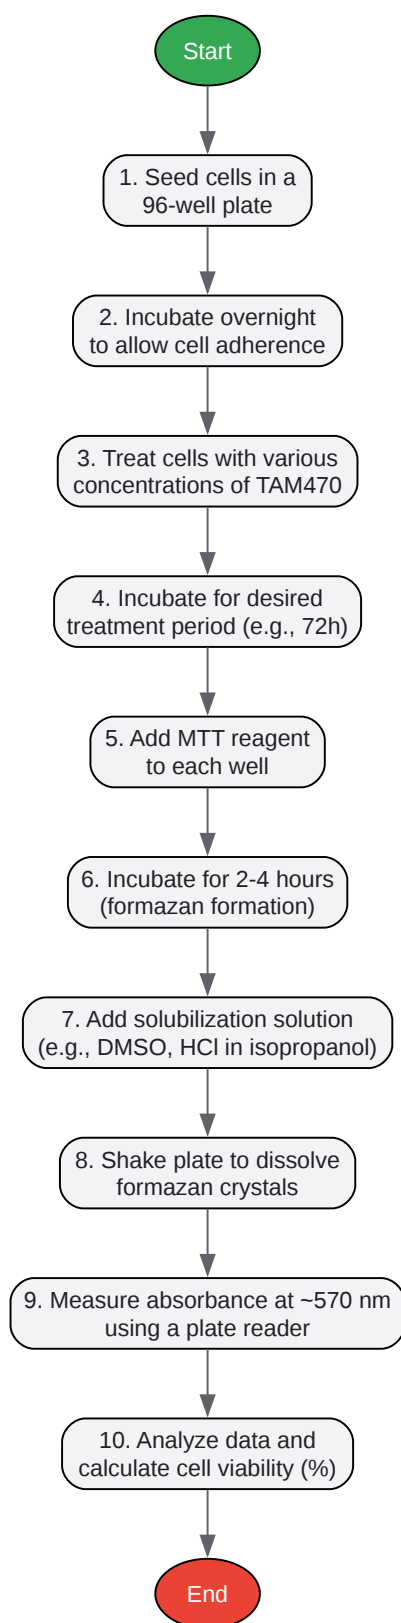 Start
1. Seed cells in a
96-well plate
2. Incubate overnight
to allow cell adherence
3. Treat cells with various
concentrations of TAM470
4. Incubate for desired
treatment period (e.g., 72h)
5. Add MTT reagent
to each well
6. Incubate for 2-4 hours
(formazan formation)
7. Add solubilization solution
(e.g., DMSO, HCl in isopropanol)
8. Shake plate to dissolve
formazan crystals
9. Measure absorbance at ~570 nm
using a plate reader
10. Analyze data and
calculate cell viability (%)
End